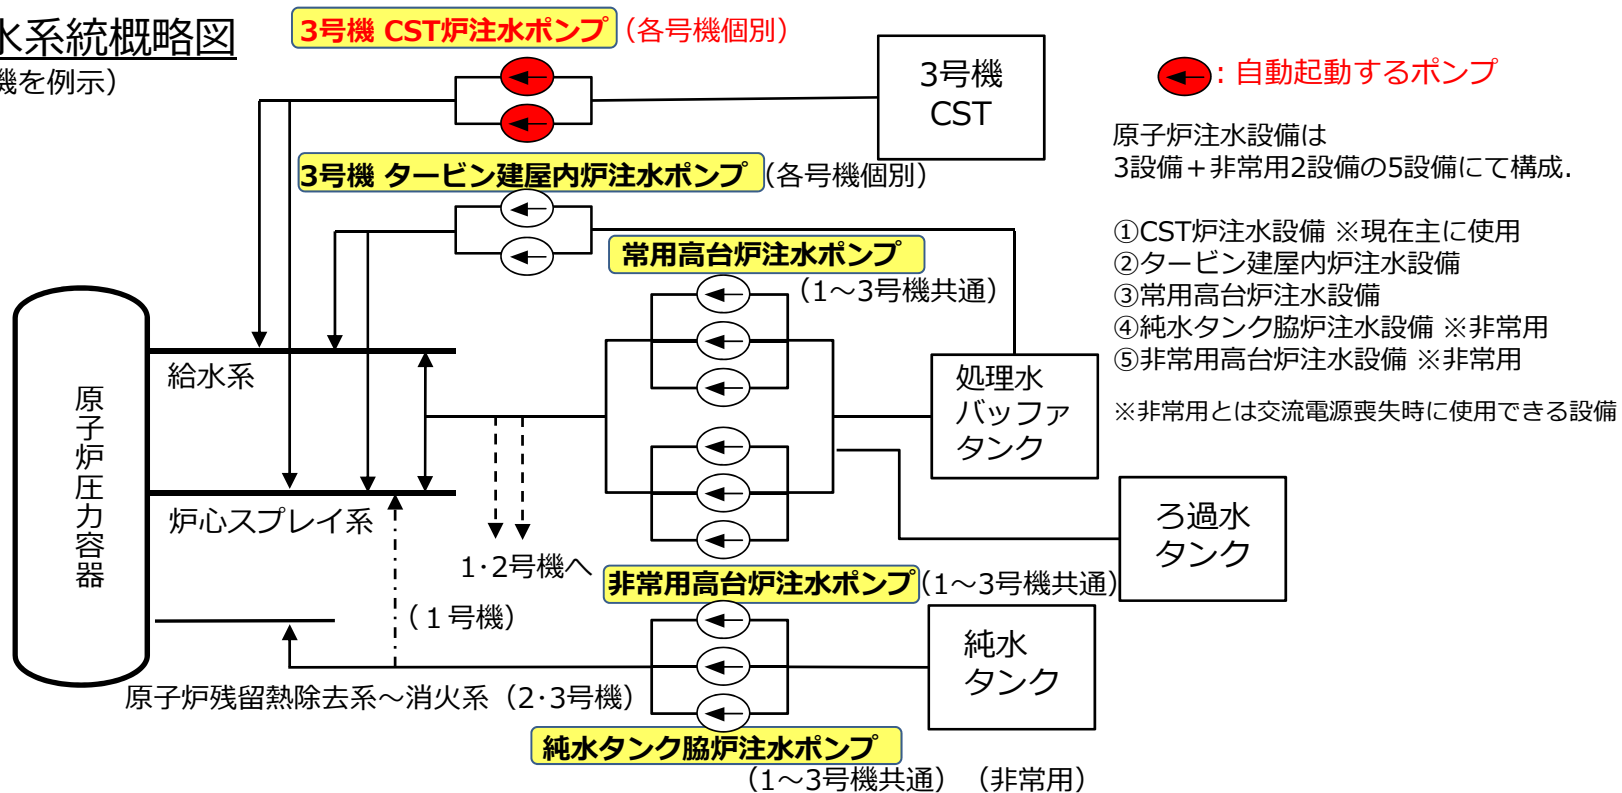 水系統概略図
機を例示）
3号機 CST炉注水ポンプ（各号機個別）
3号機
CST
：自動起動するポンプ
原子炉注水設備は
3設備＋非常用2設備の5設備にて構成．
3号機 タービン建屋内炉注水ポンプ（各号機個別）
①CST炉注水設備 ※現在主に使用
②タービン建屋内炉注水設備
③常用高台炉注水設備
④純水タンク脇炉注水設備 ※非常用
⑤非常用高台炉注水設備 ※非常用
※非常用とは交流電源喪失時に使用できる設備
常用高台炉注水ポンプ
（1～3号機共通）
原子炉圧力容器
給水系
処理水
バッファ
タンク
炉心スプレイ系
ろ過水
タンク
1･2号機へ
非常用高台炉注水ポンプ（1～3号機共通）
（１号機）
純水
タンク
原子炉残留熱除去系～消火系（2･3号機）
純水タンク脇炉注水ポンプ
（1～3号機共通）（非常用）